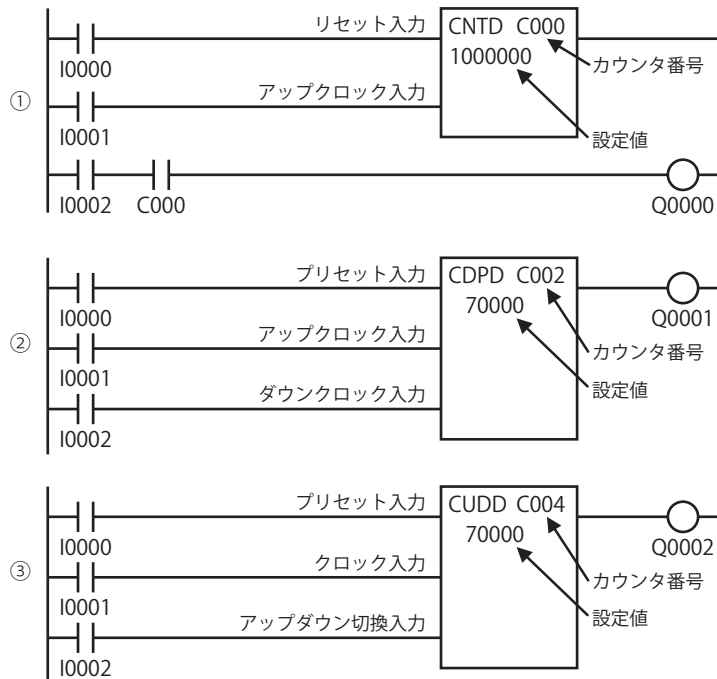 ①
リセット入力
CNTD C000
1000000
I0000
カウンタ番号
アップクロック入力
I0001
設定値
I0002 C000 Q0000
②
プリセット入力
CDPD C002
70000
I0000
Q0001
アップクロック入力
カウンタ番号
I0001
ダウンクロック入力
設定値
I0002
③
プリセット入力
CUDD C004
70000
I0000
Q0002
クロック入力
カウンタ番号
I0001
アップダウン切換入力
設定値
I0002